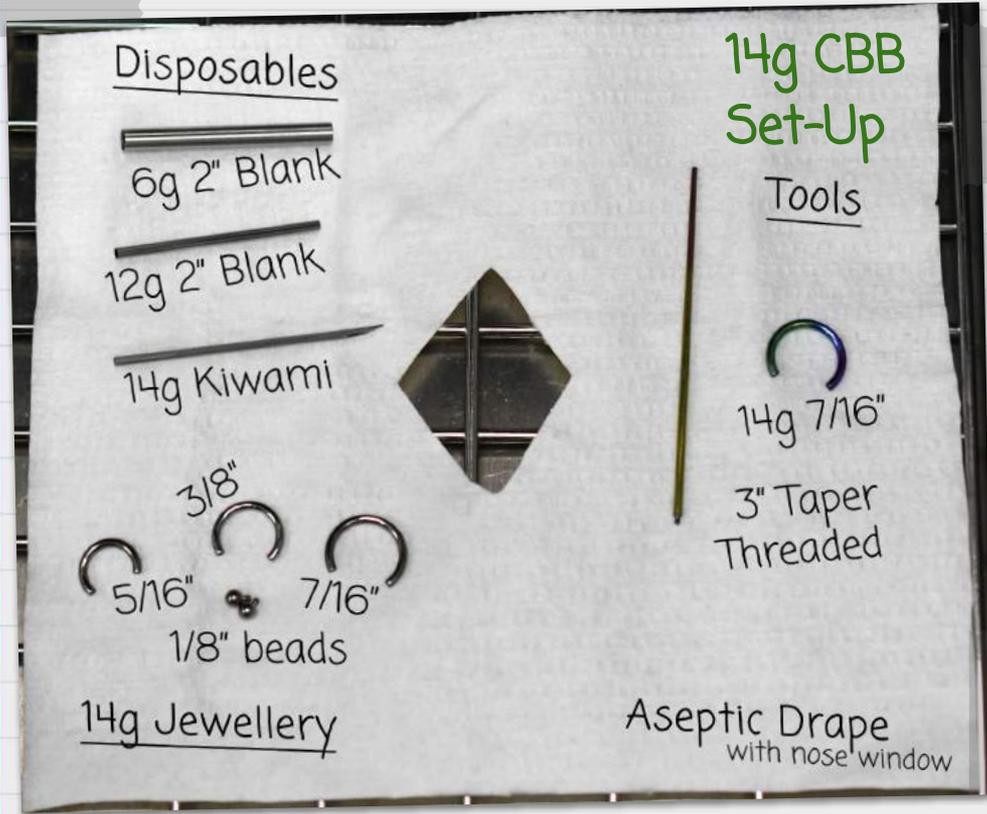 14g CBB
Set-Up
Disposables
6g 2" Blank
12g 2" Blank
14g Kiwami
3/8"
5/16"
7/16"
1/8" beads
14g Jewellery
Tools
14g 7/16"
3" Taper
Threaded
Aseptic Drape
with nose window